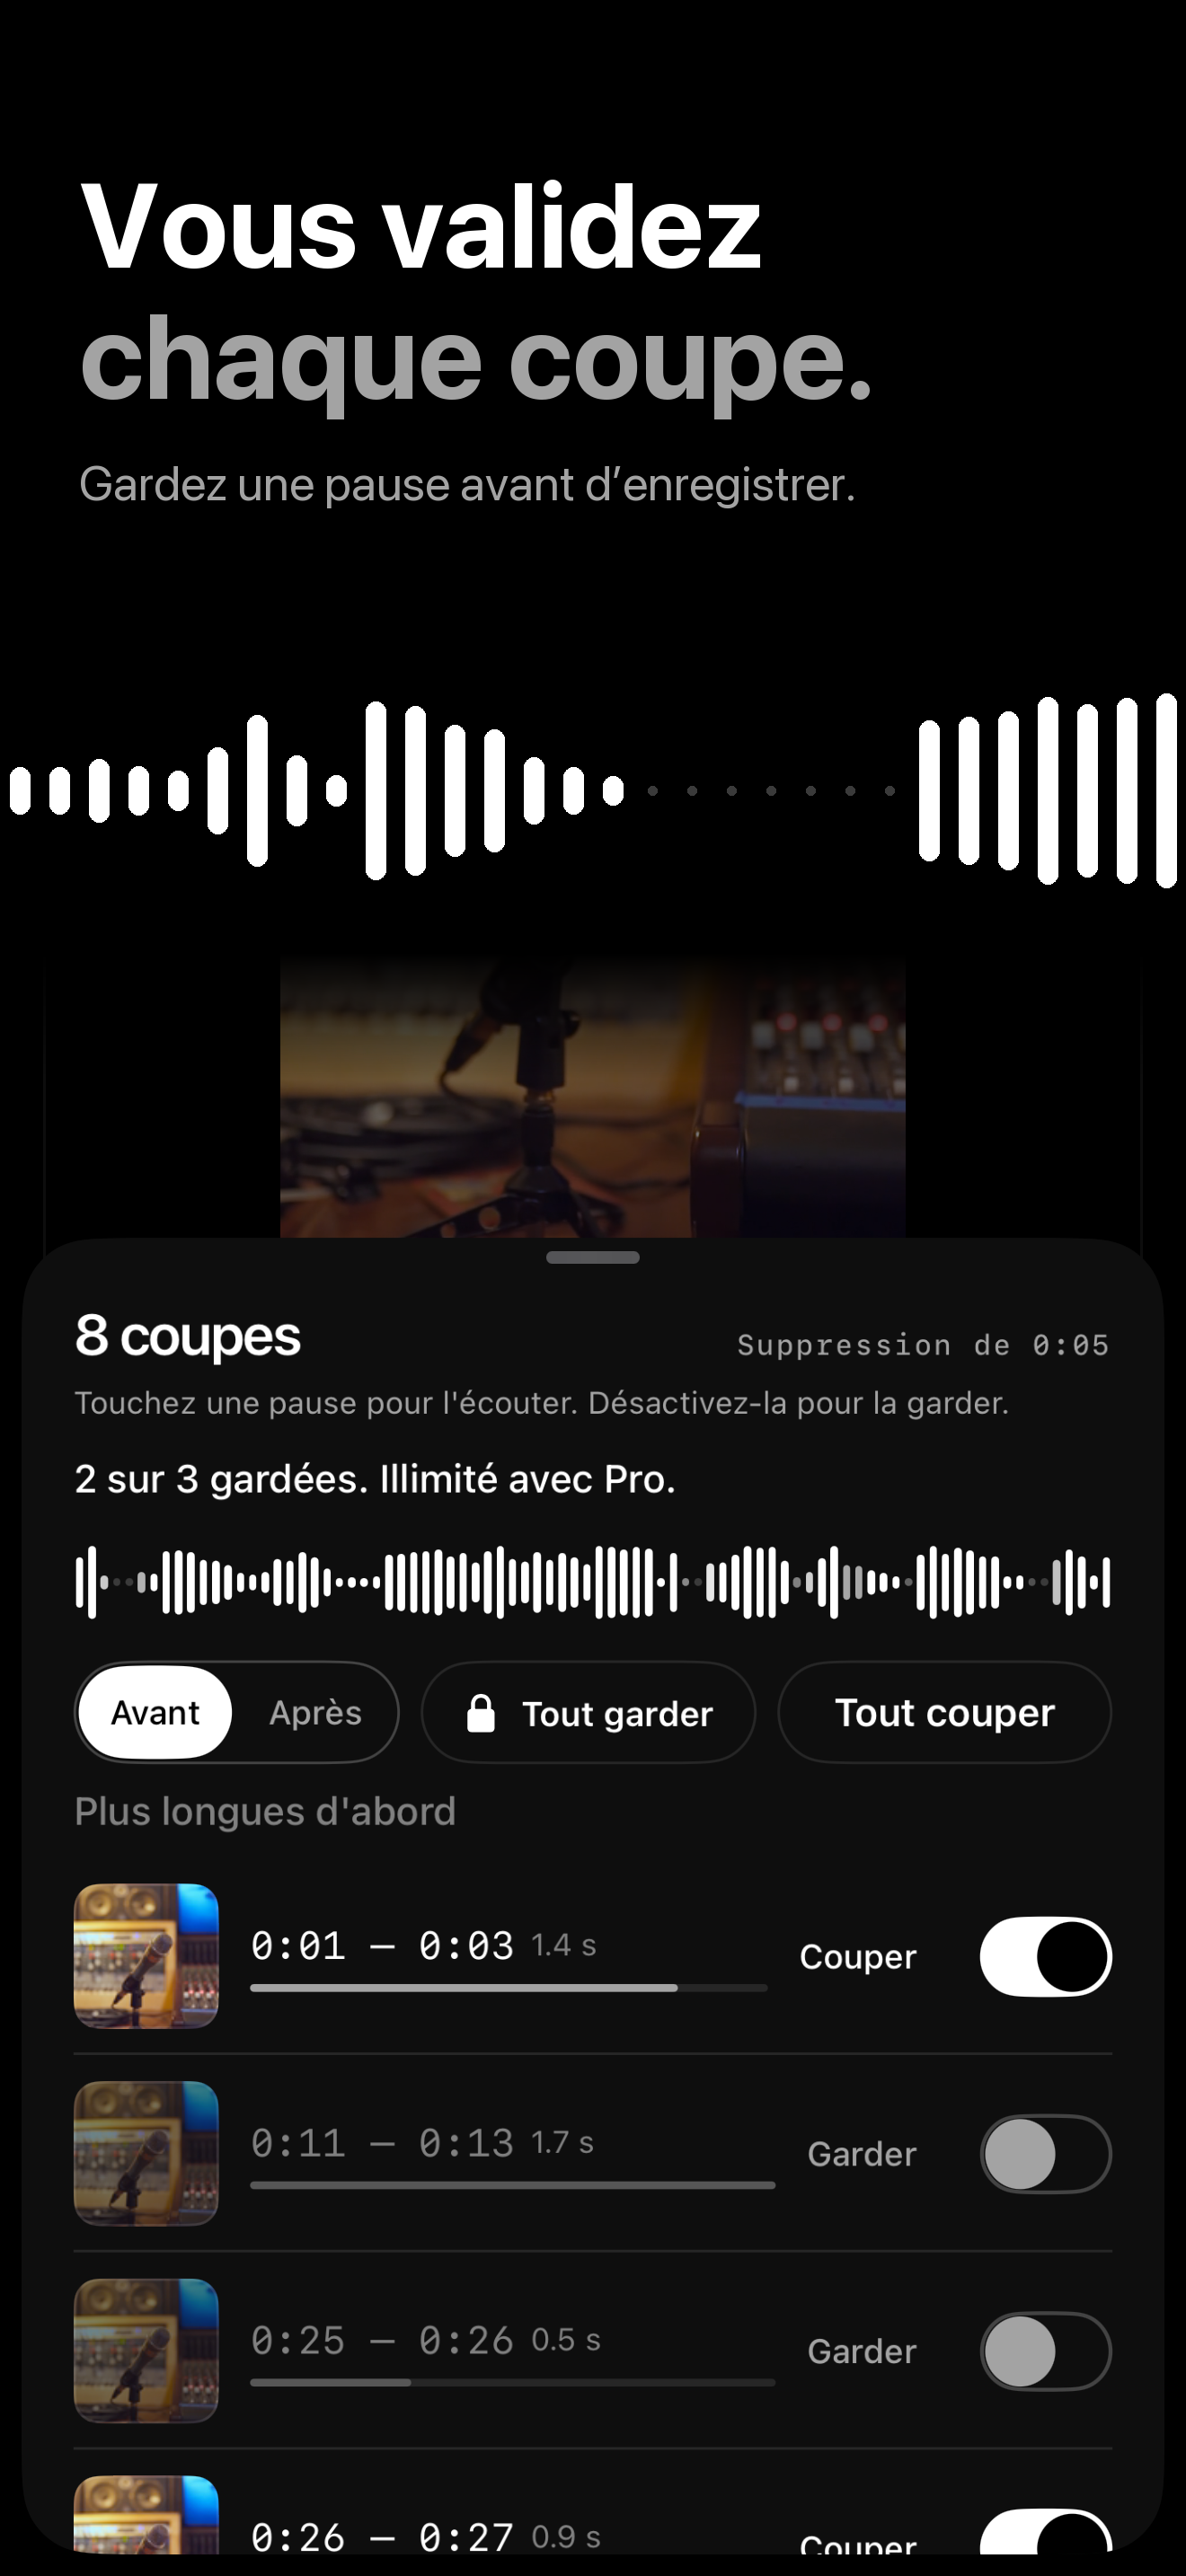 Vous validez
chaque coupe.
Gardez une pause avant d’enregistrer.
8 coupes
Suppression de 0:05
Touchez une pause pour l'écouter. Désactivez-la pour la garder.
2 sur 3 gardées. Illimité avec Pro.
Avant
Après
Tout garder
Tout couper
Plus longues d'abord
0:01 – 0:03 1.4 s
Couper
0:11 – 0:13 1.7 s
Garder
0:25 – 0:26 0.5 s
Garder
0:26 – 0:27 0.9 s
Couper